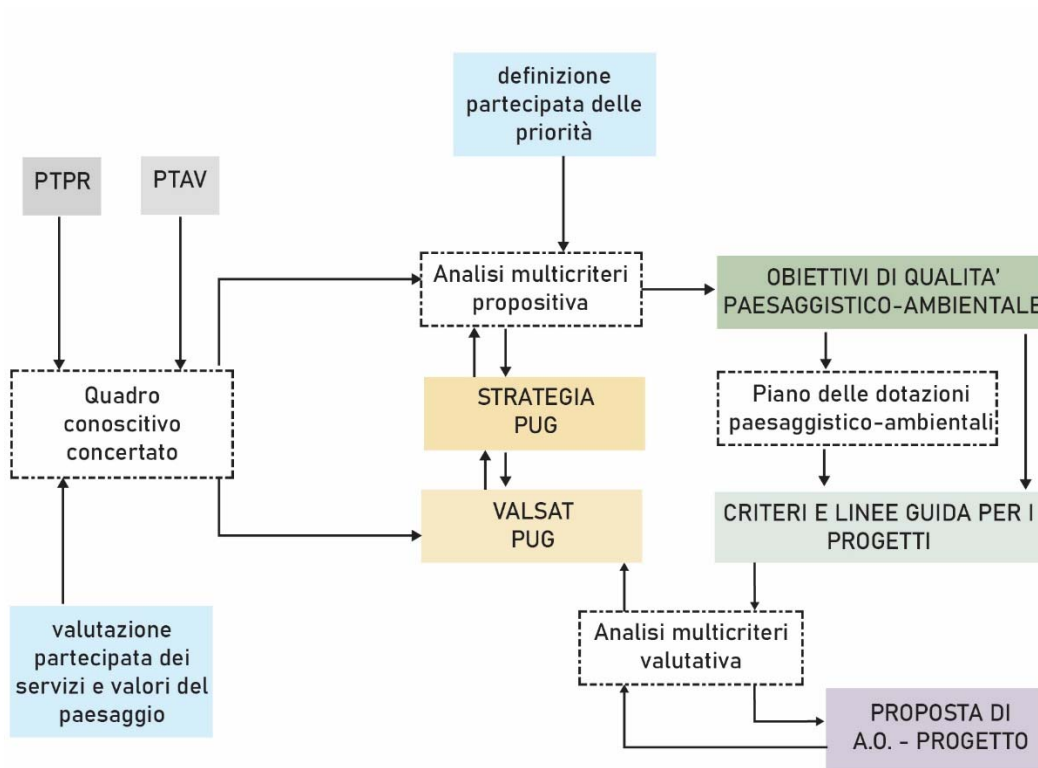 definizione
partecipata delle
priorità
PTPR
PTAV
Analisi multicriteri
propositiva
OBIETTIVI DI QUALITA'
PAESAGGISTICO-AMBIENTALE
Quadro
conoscitivo
concertato
STRATEGIA
PUG
Piano delle dotazioni
paesaggistico-ambientali
VALSAT
PUG
CRITERI E LINEE GUIDA PER I
PROGETTI
valutazione
partecipata dei
servizi e valori del
paesaggio
Analisi multicriteri
valutativa
PROPOSTA DI
A.O. - PROGETTO